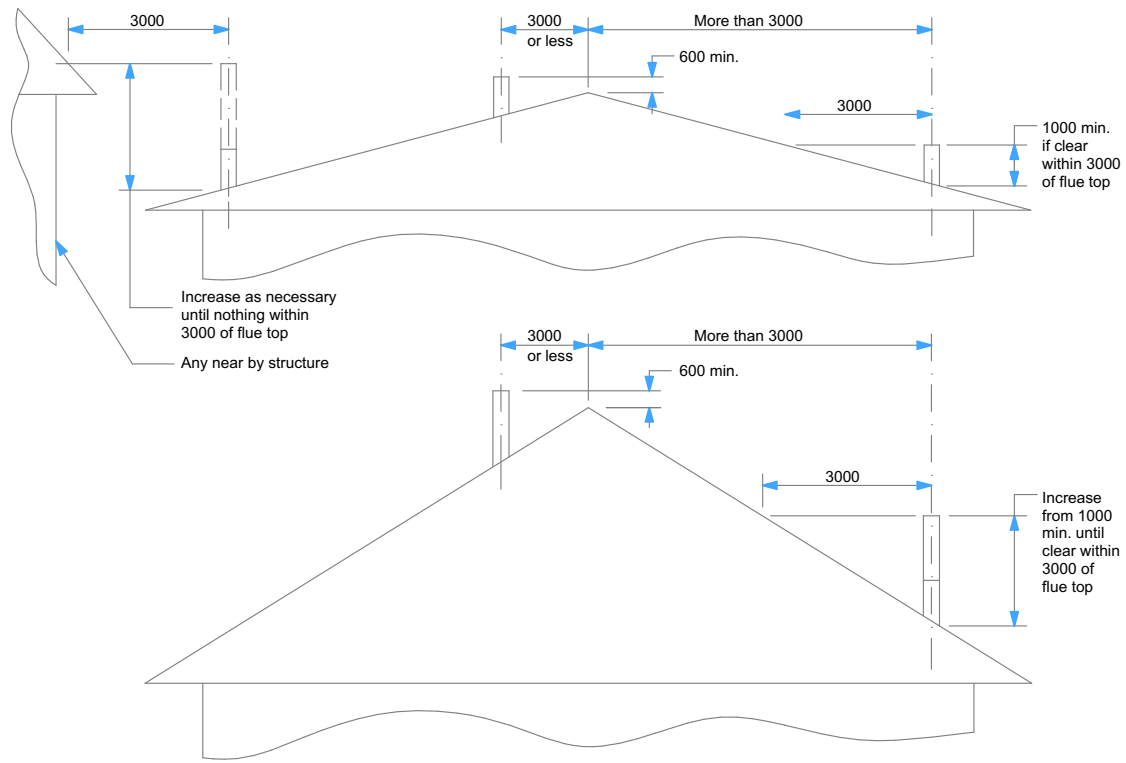 3000
3000
or less
More than 3000
600 min.
3000
1000 min.
if clear
within 3000
of flue top
Increase as necessary
until nothing within
3000 of flue top
Any near by structure
3000
or less
More than 3000
600 min.
3000
Increase
from 1000
min. until
clear within
3000 of
flue top